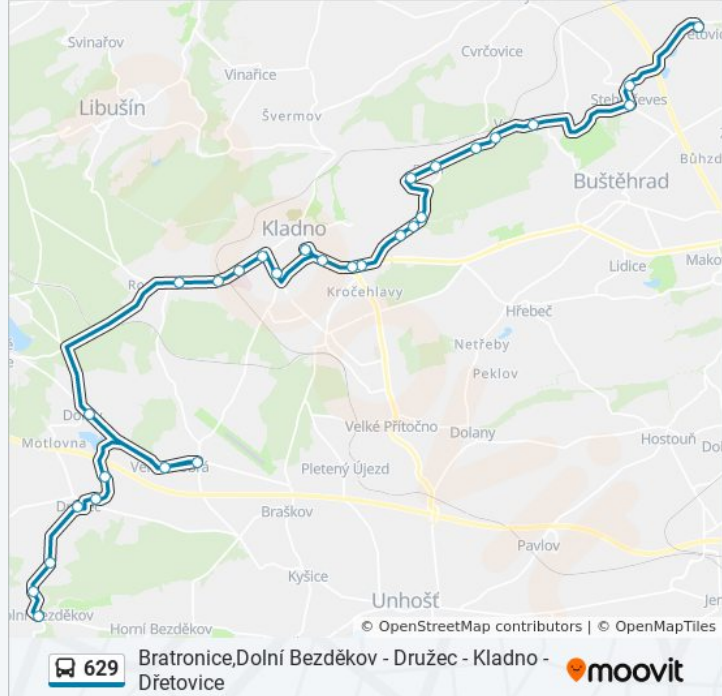 Svinařov
Cvrčovice
Vinařice
Libušín
Švermov
Buštěhrad
Kladno
Lidice
Kročehlavy
Hřebeč
Netřeby
Peklov
Velké Přítočno
Dolany
Hostouň
Motlovna
Pletený Újezd
Braškov
Pavlov
Kyšice
Unhošť
Horní Bezděkov
© OpenStreetMap contributors | © OpenMapTiles
629
Bratronice,Dolní Bezděkov - Družec - Kladno -
Dřetovice
moovit